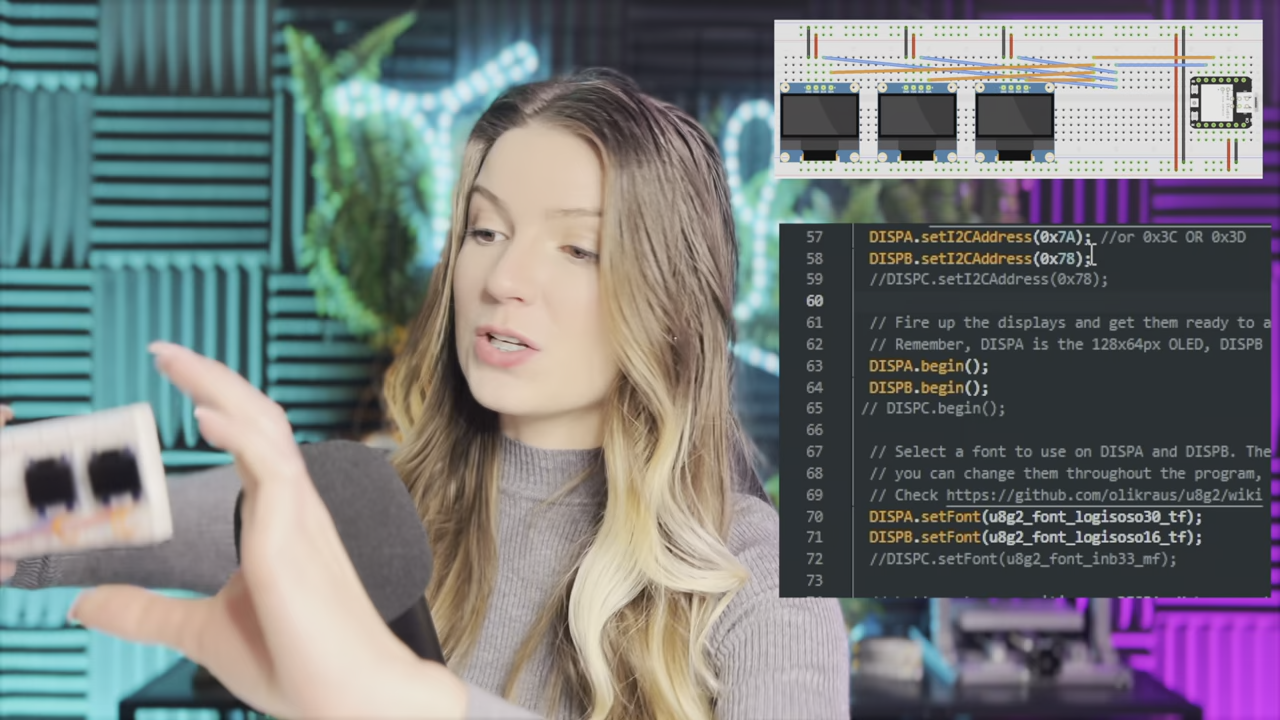 57 DISPA.setI2CAddress(0x7A); //or 0x3C OR 0x3D
58 DISPB.setI2CAddress(0x78);
59 //DISPC.setI2CAddress(0x78);
60
61 // Fire up the displays and get them ready to a
62 // Remember, DISPA is the 128x64px OLED, DISPB
63 DISPA.begin();
64 DISPB.begin();
65 // DISPC.begin();
66
67 // Select a font to use on DISPA and DISPB. The
68 // you can change them throughout the program,
69 // Check https://github.com/olikraus/u8g2/wiki
70 DISPA.setFont(u8g2_font_logisoso30_tf);
71 DISPB.setFont(u8g2_font_logisoso16_tf);
72 //DISPC.setFont(u8g2_font_inb33_mf);
73